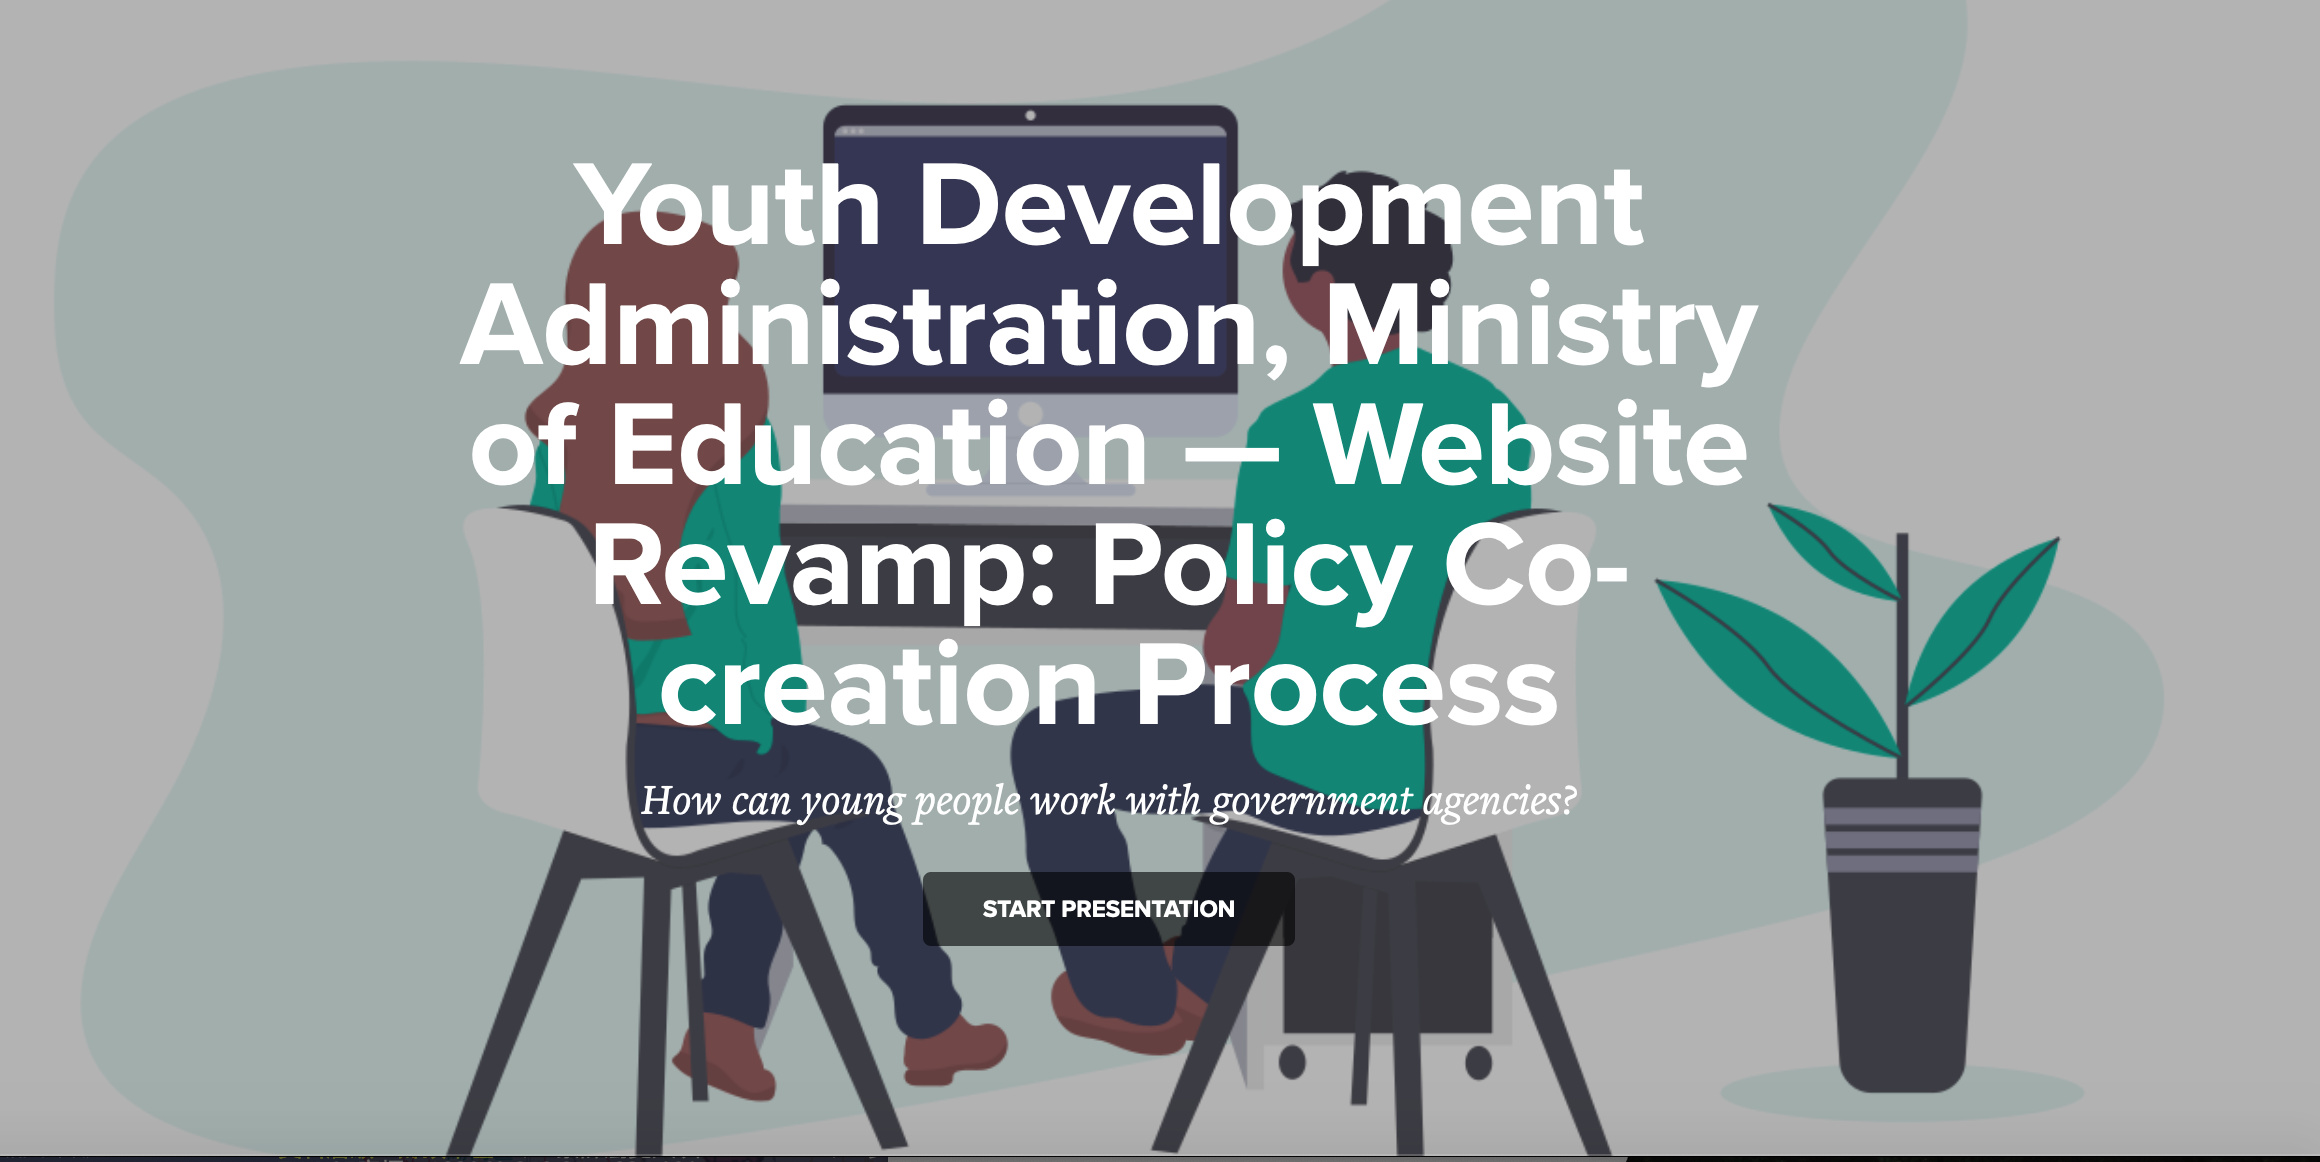 Youth Development
Administration, Ministry
of Education — Website
Revamp: Policy Co-
creation Process
How can young people work with government agencies?
START PRESENTATION